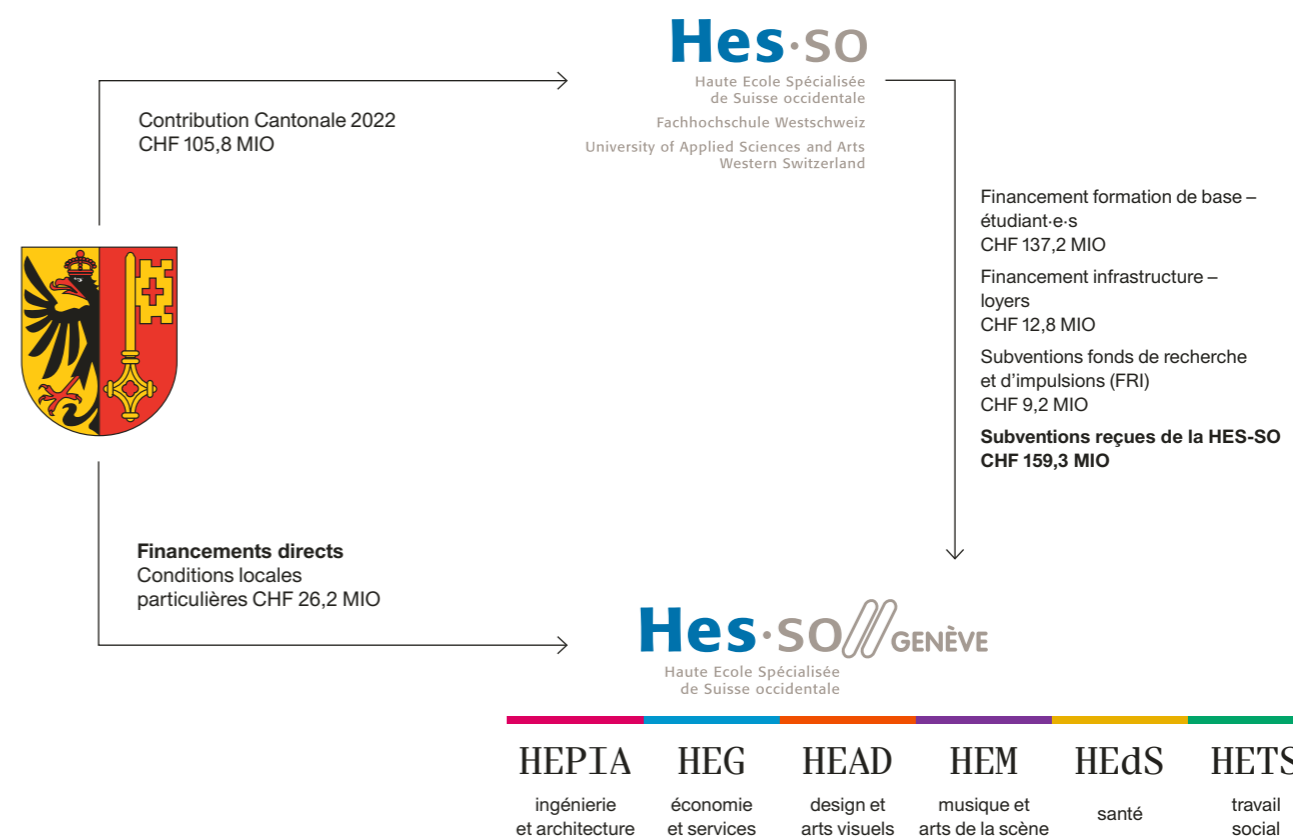 Hes·so
Haute Ecole Spécialisée
de Suisse occidentale
Fachhochschule Westschweiz
University of Applied Sciences and Arts
Western Switzerland
Contribution Cantonale 2022
CHF 105,8 MIO
Financement formation de base –
étudiant·e·s
CHF 137,2 MIO
Financement infrastructure –
loyers
CHF 12,8 MIO
Subventions fonds de recherche
et d’impulsions (FRI)
CHF 9,2 MIO
Subventions reçues de la HES-SO
CHF 159,3 MIO
Financements directs
Conditions locales
particulières CHF 26,2 MIO
Hes·so GENÈVE
Haute Ecole Spécialisée
de Suisse occidentale
HEPIA
ingénierie
et architecture
HEG
économie
et services
HEAD
design et
arts visuels
HEM
musique et
arts de la scène
HEdS
santé
HETS
travail
social